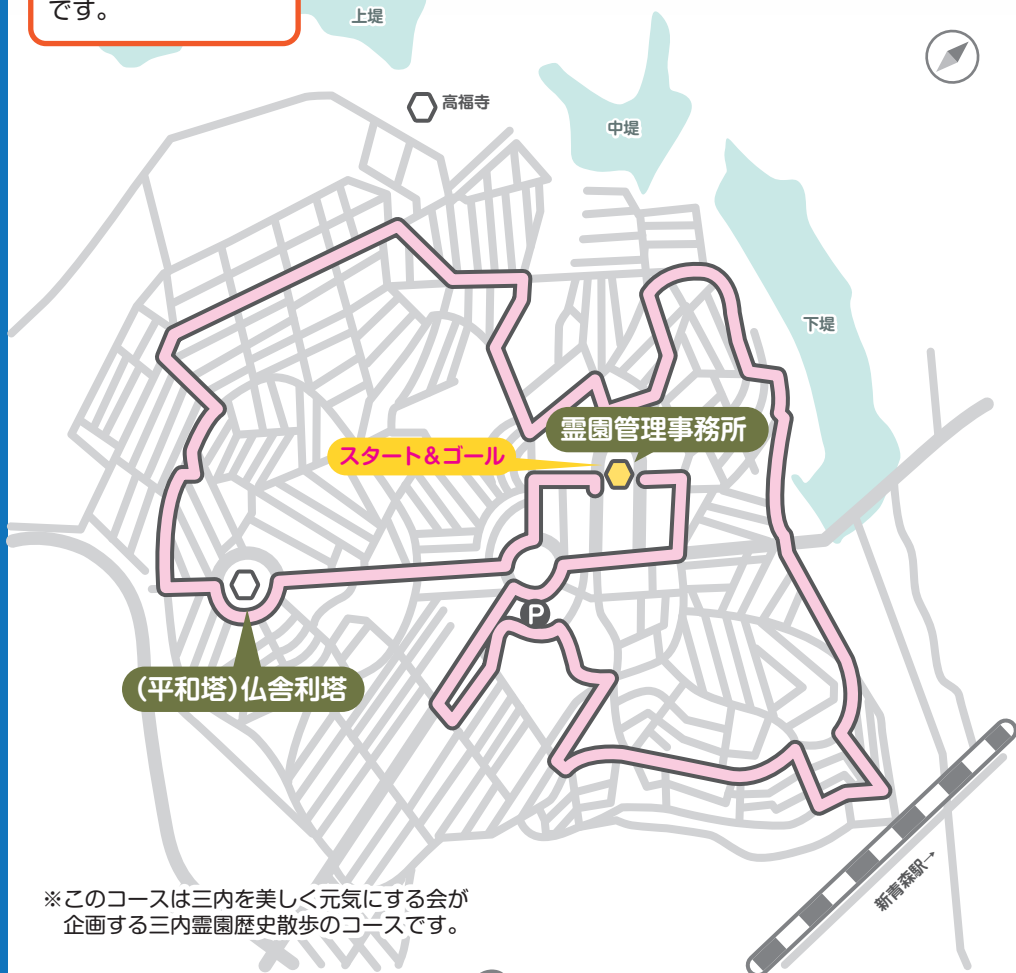 です。
上堤
高福寺
中堤
下堤
霊園管理事務所
スタート&ゴール
P
(平和塔)仏舎利塔
新青森駅→
※このコースは三内を美しく元気にする会が
企画する三内霊園歴史散歩のコースです。